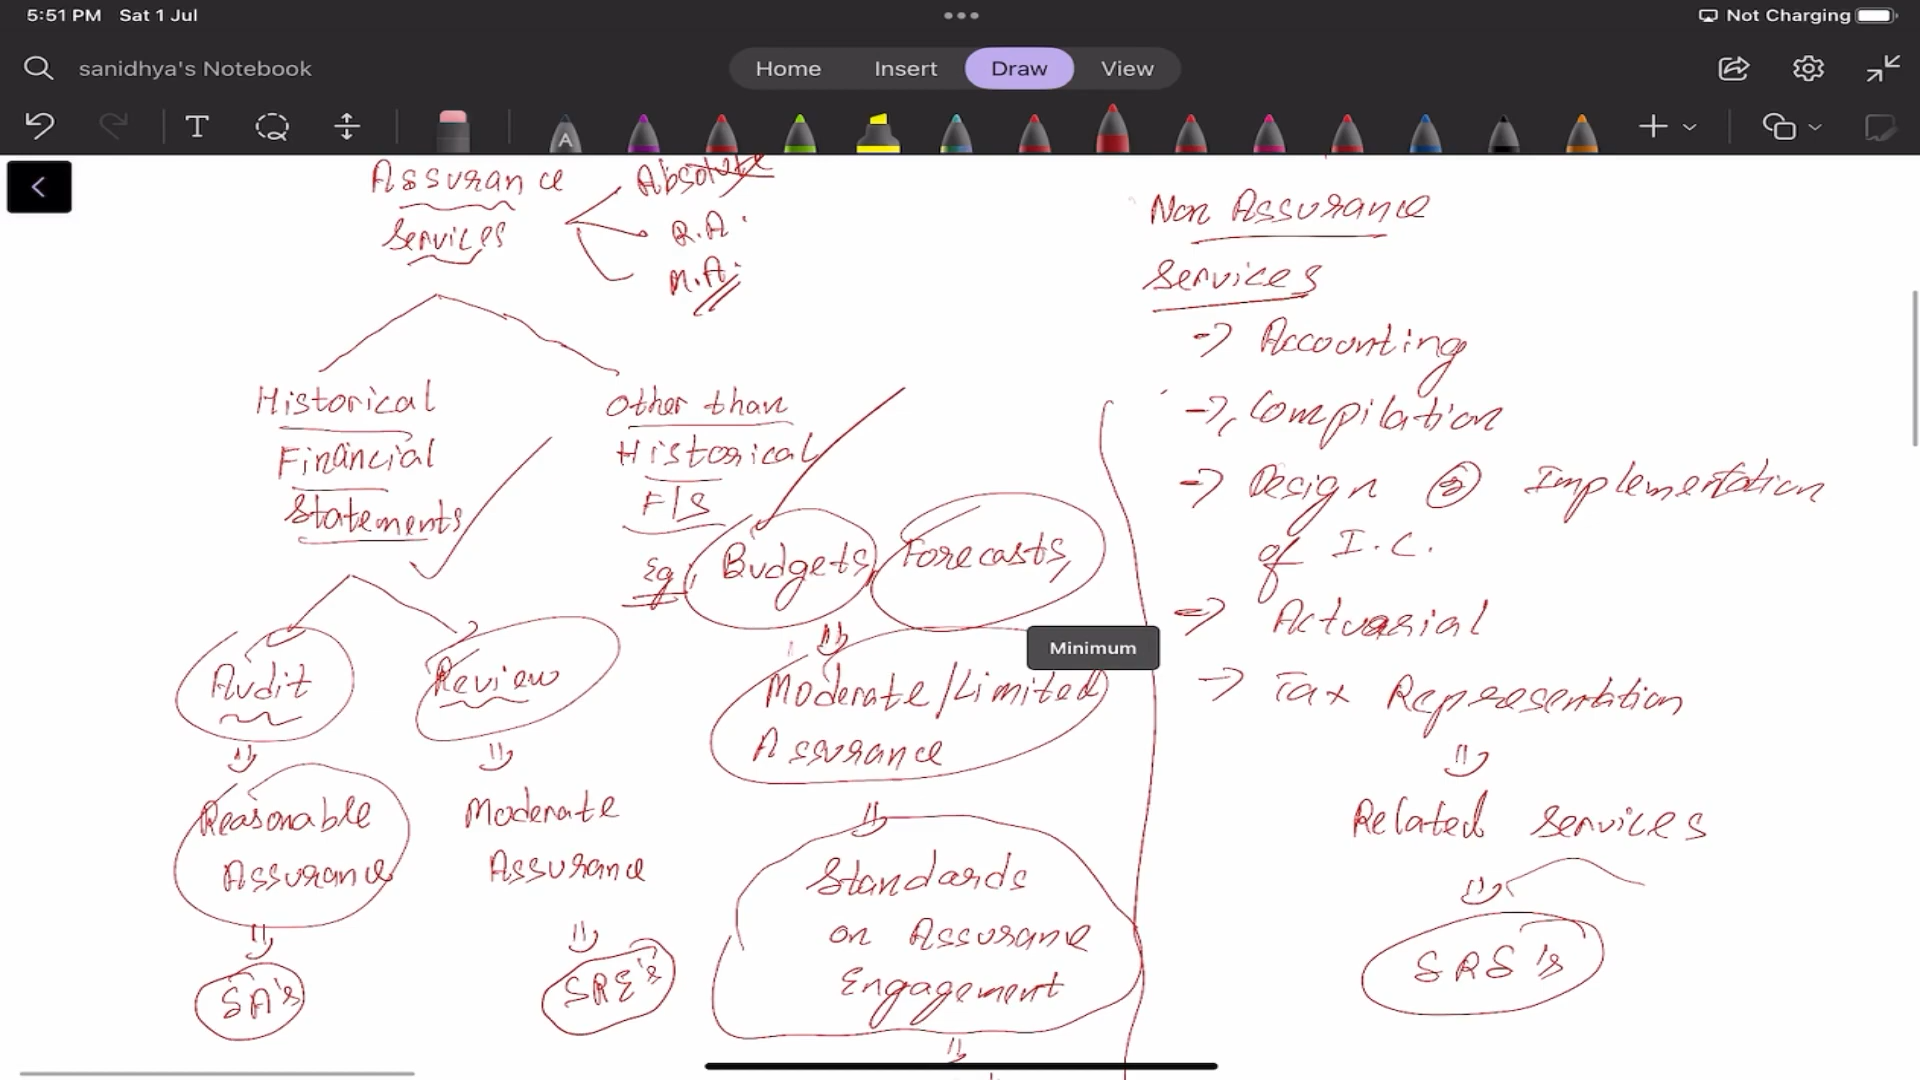 5:51 PM Sat 1 Jul
Not Charging
sanidhya's Notebook
Home Insert Draw View
T
A
Assurance
Services
Absolute
R.A.
M.A.
Historical
Financial
Statements
Audit
Reasonable
Assurance
SA's
Review
Moderate
Assurance
SRE's
Other than
Historical
F/S
Eg, Budgets, Forecasts,
Moderate/Limited
Assurance
Standards
on Assurance
Engagement
Minimum
Non Assurance
Services
→ Accounting
→ Compilation
→ Design & Implementation
of I.C.
→ Actuarial
→ Tax Representation
Related Services
SRS's